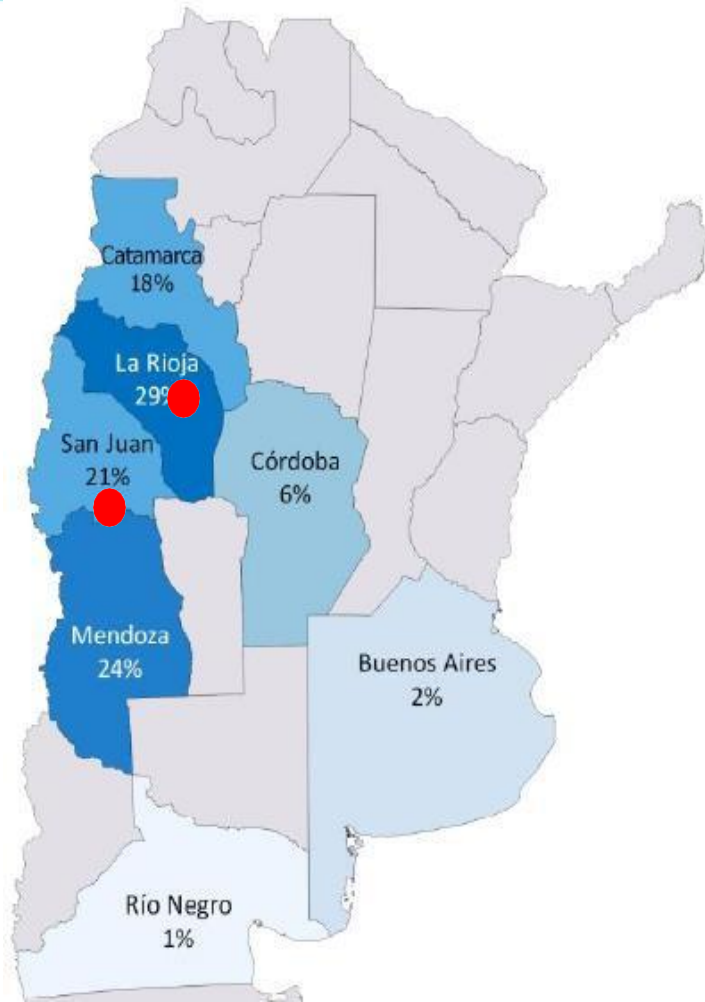 Catamarca
18%
La Rioja
29%
San Juan
21%
Córdoba
6%
Mendoza
24%
Buenos Aires
2%
Río Negro
1%